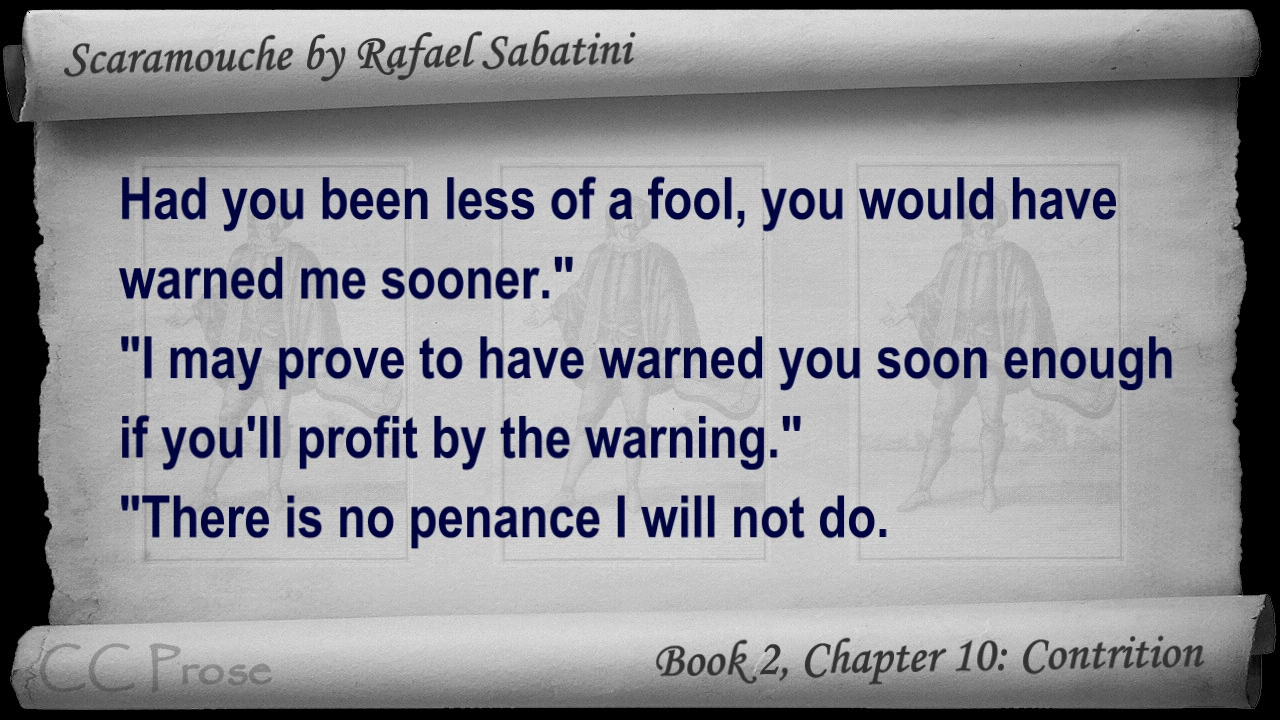 Scaramouche by Rafael Sabatini
Had you been less of a fool, you would have
warned me sooner."
"I may prove to have warned you soon enough
if you'll profit by the warning."
"There is no penance I will not do.
CC Prose
Book 2, Chapter 10: Contrition